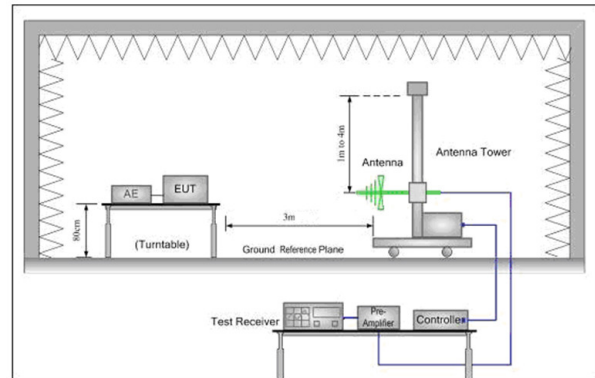 1m to 4m
Antenna
Antenna Tower
AE
EUT
80cm
3m
(Turntable)
Ground Reference Plane
Test Receiver
Pre-
Amplifier
Controller